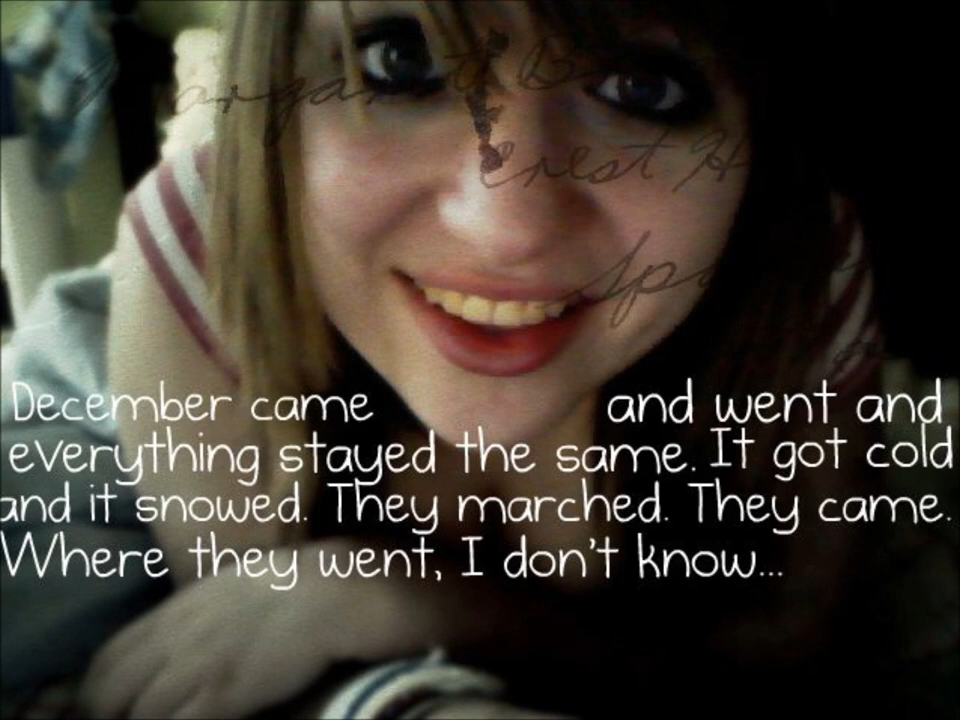 December came and went and
everything stayed the same. It got cold
and it snowed. They marched. They came.
Where they went, I don't know...